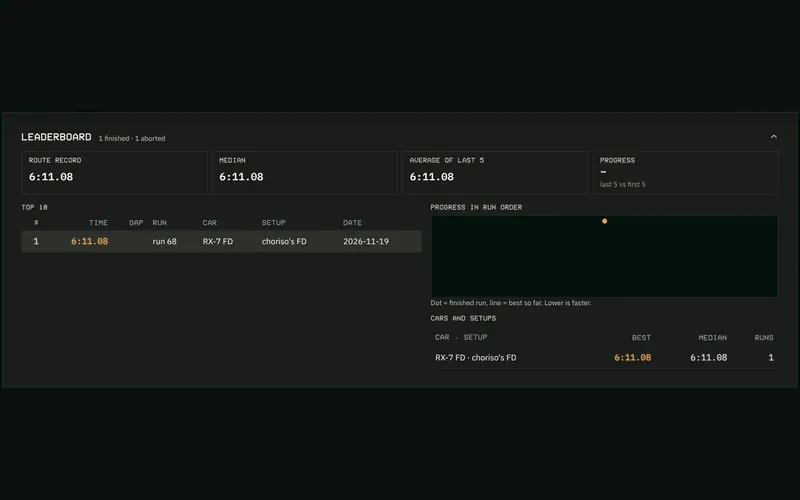 LEADERBOARD 1 finished · 1 aborted
ROUTE RECORD
6:11.08
MEDIAN
6:11.08
AVERAGE OF LAST 5
6:11.08
PROGRESS
–
last 5 vs first 5
TOP 10
# TIME GAP RUN CAR SETUP DATE
1 6:11.08 run 68 RX-7 FD choriso's FD 2026-11-19
PROGRESS IN RUN ORDER
Dot = finished run, line = best so far. Lower is faster.
CARS AND SETUPS
CAR · SETUP BEST MEDIAN RUNS
RX-7 FD · choriso's FD 6:11.08 6:11.08 1